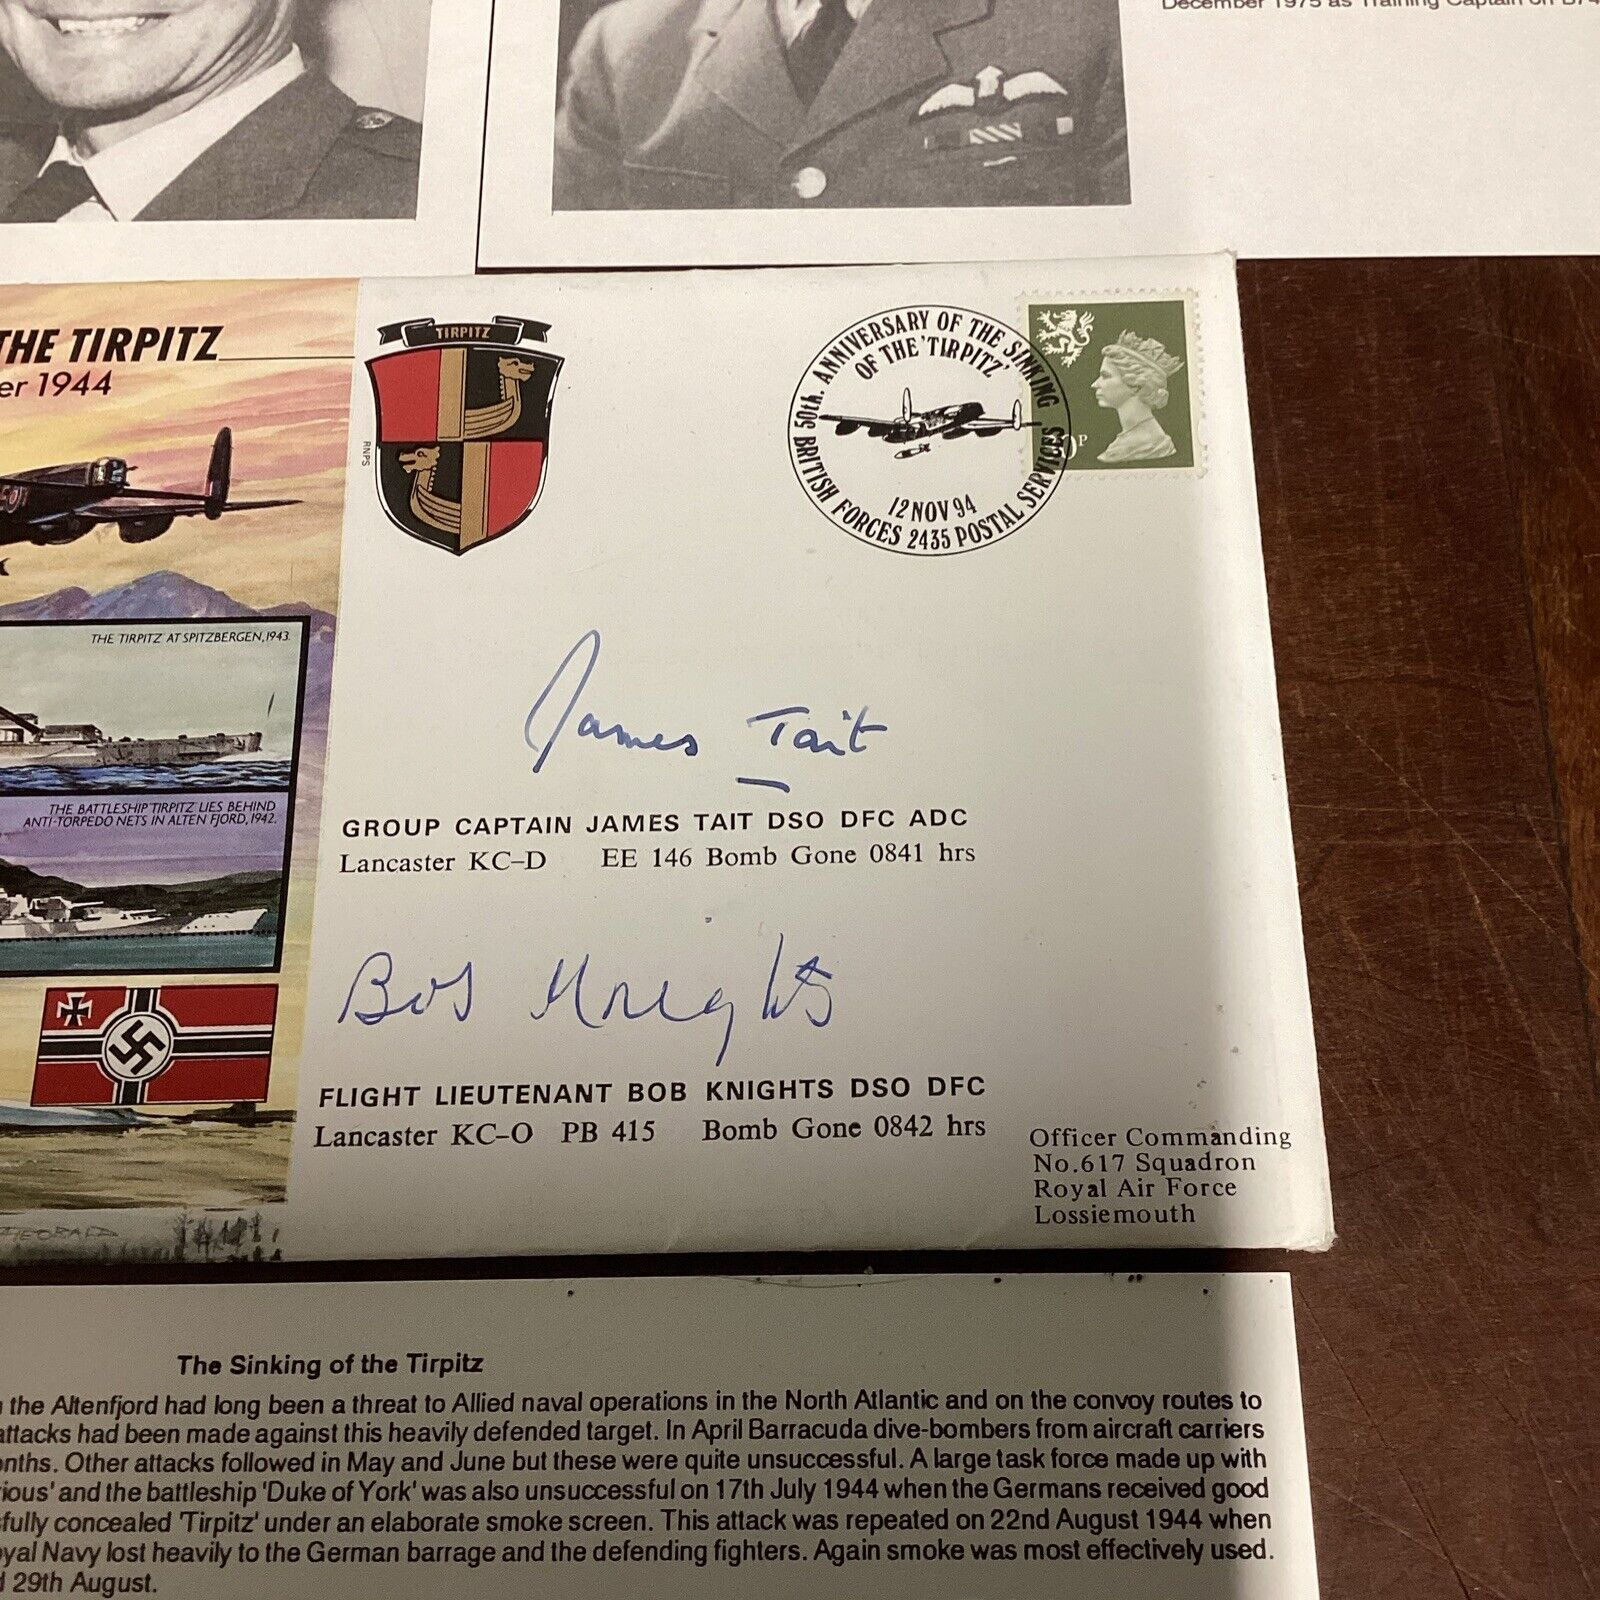 December 1975 as Training Captain on B74
THE TIRPITZ
er 1944
TIRPITZ
RNPS
50th. ANNIVERSARY OF THE SINKING
OF THE 'TIRPITZ'
12 NOV 94
BRITISH FORCES 2435 POSTAL SERVICES
P
THE TIRPITZ AT SPITZBERGEN, 1943.
THE BATTLESHIP TIRPITZ LIES BEHIND
ANTI-TORPEDO NETS IN ALTEN FJORD, 1942.
James Tait
GROUP CAPTAIN JAMES TAIT DSO DFC ADC
Lancaster KC-D EE 146 Bomb Gone 0841 hrs
Bob Knights
FLIGHT LIEUTENANT BOB KNIGHTS DSO DFC
Lancaster KC-O PB 415 Bomb Gone 0842 hrs
Officer Commanding
No.617 Squadron
Royal Air Force
Lossiemouth
The Sinking of the Tirpitz
the Altenfjord had long been a threat to Allied naval operations in the North Atlantic and on the convoy routes to
attacks had been made against this heavily defended target. In April Barracuda dive-bombers from aircraft carriers
onths. Other attacks followed in May and June but these were quite unsuccessful. A large task force made up with
ious' and the battleship 'Duke of York' was also unsuccessful on 17th July 1944 when the Germans received good
sfully concealed 'Tirpitz' under an elaborate smoke screen. This attack was repeated on 22nd August 1944 when
oyal Navy lost heavily to the German barrage and the defending fighters. Again smoke was most effectively used.
d 29th August.